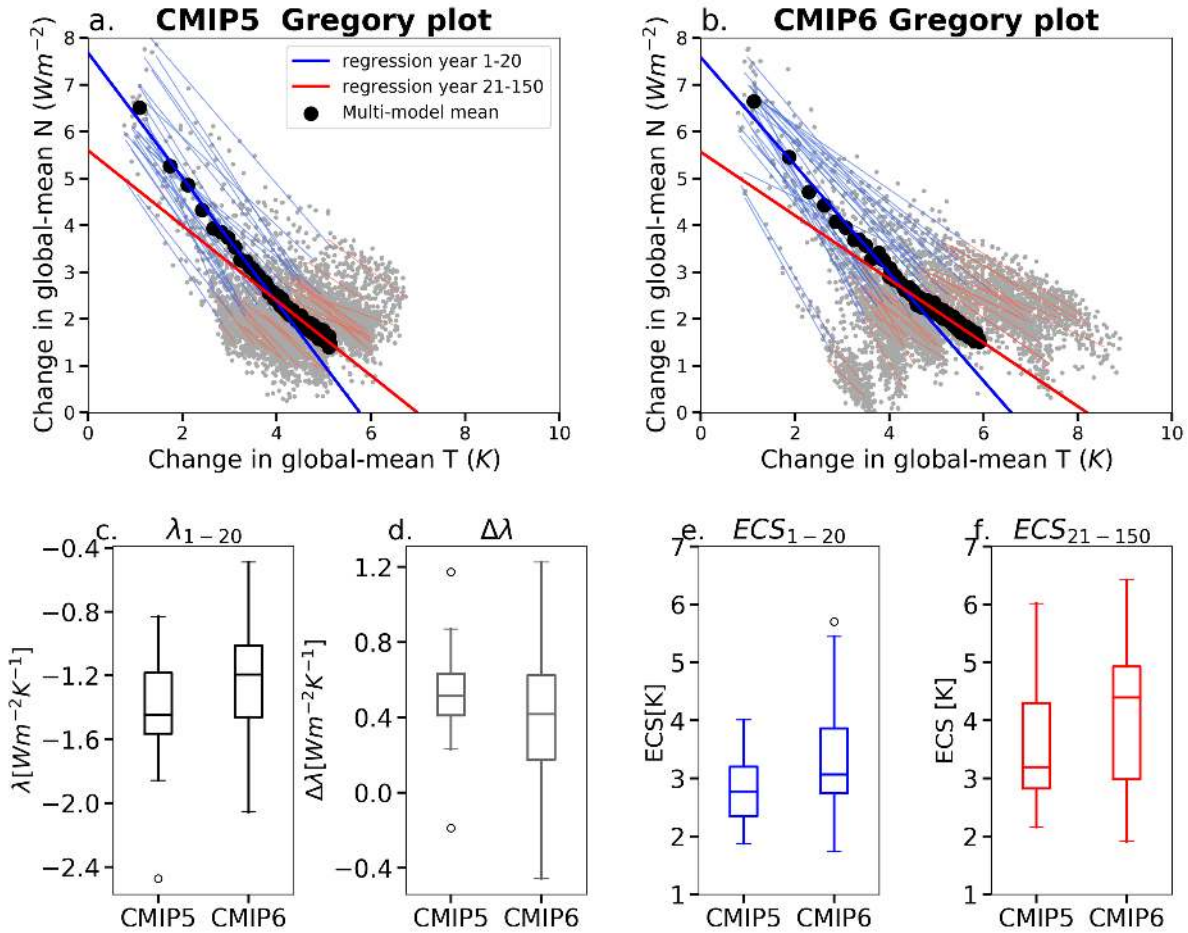 a. CMIP5 Gregory plot
b. CMIP6 Gregory plot
Change in global-mean N (Wm⁻²)
8
7
6
5
4
3
2
1
0
regression year 1-20
regression year 21-150
Multi-model mean
0 2 4 6 8 10
Change in global-mean T (K)
Change in global-mean N (Wm⁻²)
8
7
6
5
4
3
2
1
0
0 2 4 6 8 10
Change in global-mean T (K)
c. λ₁₋₂₀
λ[Wm⁻²K⁻¹]
−0.4
−0.8
−1.2
−1.6
−2.0
−2.4
CMIP5 CMIP6
d. Δλ
Δλ[Wm⁻²K⁻¹]
1.2
0.8
0.4
0.0
−0.4
CMIP5 CMIP6
e. ECS₁₋₂₀
ECS[K]
7
6
5
4
3
2
1
CMIP5 CMIP6
f. ECS₂₁₋₁₅₀
ECS [K]
7
6
5
4
3
2
1
CMIP5 CMIP6